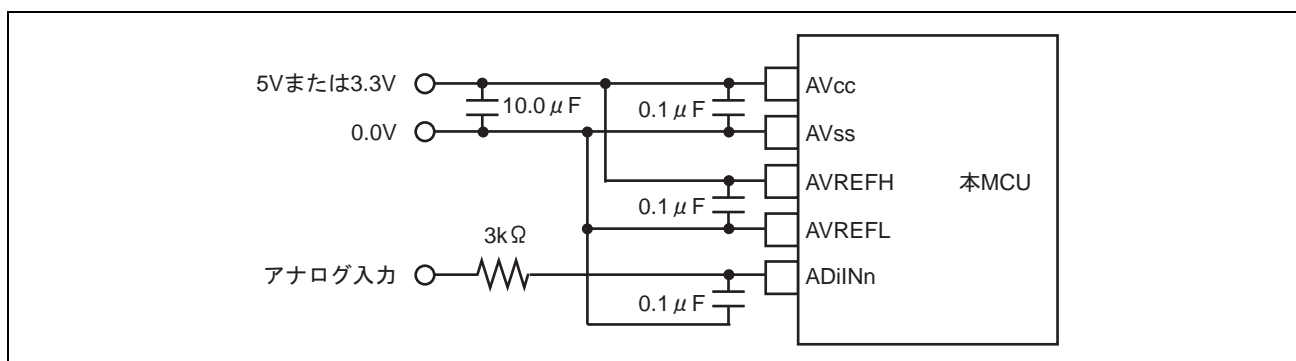 5Vまたは3.3V
10.0μF
0.1μF
AVcc
0.0V
AVss
AVREFH
本MCU
0.1μF
AVREFL
3kΩ
アナログ入力
ADiINn
0.1μF